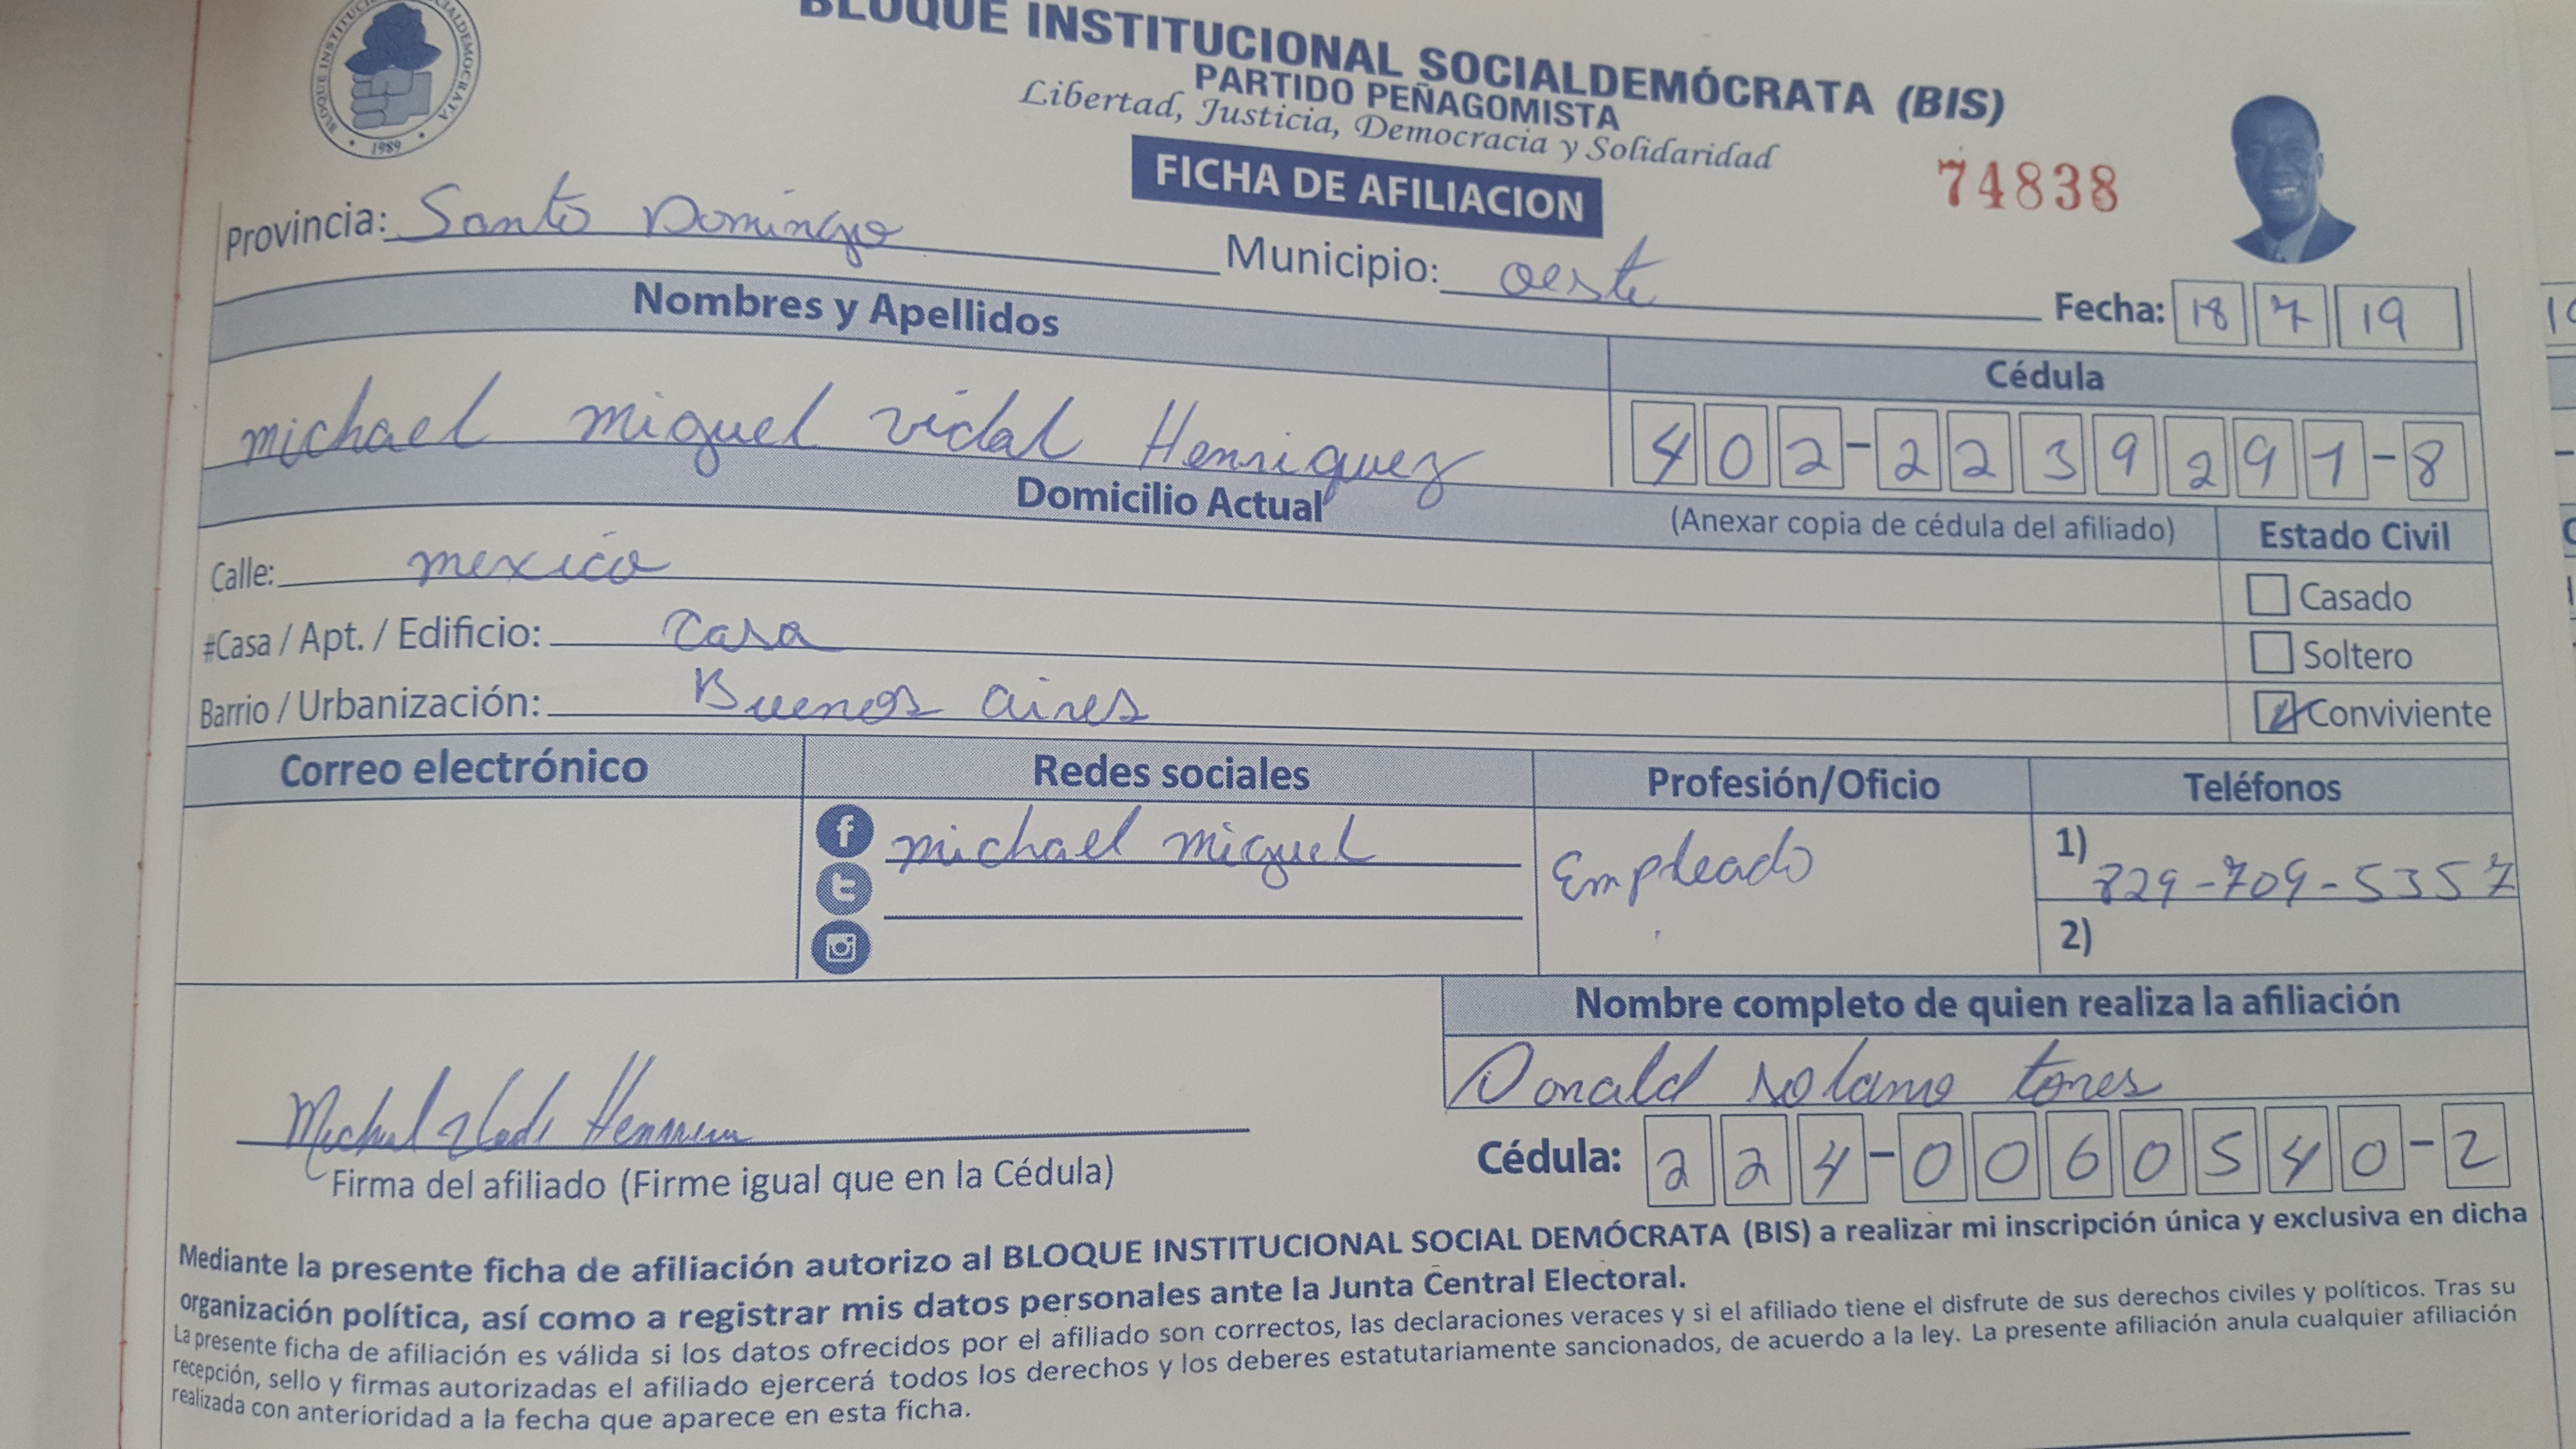 BLOQUE INSTITUCIONAL SOCIALDEMÓCRATA (BIS)
PARTIDO PEÑAGOMISTA
Libertad, Justicia, Democracia y Solidaridad
FICHA DE AFILIACION
74838
BLOQUE INSTITUCIONAL SOCIALDEMOCRATA
1989
Provincia: Santo Domingo
Municipio: oeste
Fecha: 18 7 19
Nombres y Apellidos
Cédula
michael miguel vidal Henriquez
402-2239291-8
Domicilio Actual
(Anexar copia de cédula del afiliado)
Estado Civil
Calle: mexico
Casado
#Casa / Apt. / Edificio: casa
Soltero
Barrio / Urbanización: Buenos aires
Conviviente
Correo electrónico
Redes sociales
Profesión/Oficio
Teléfonos
michael miguel
Empleado
1) 829-709-5357
2)
Nombre completo de quien realiza la afiliación
Donald solano torres
Cédula: 224-0060540-2
Firma del afiliado (Firme igual que en la Cédula)
Mediante la presente ficha de afiliación autorizo al BLOQUE INSTITUCIONAL SOCIAL DEMÓCRATA (BIS) a realizar mi inscripción única y exclusiva en dicha
organización política, así como a registrar mis datos personales ante la Junta Central Electoral.
La presente ficha de afiliación es válida si los datos ofrecidos por el afiliado son correctos, las declaraciones veraces y si el afiliado tiene el disfrute de sus derechos civiles y políticos. Tras su
recepción, sello y firmas autorizadas el afiliado ejercerá todos los derechos y los deberes estatutariamente sancionados, de acuerdo a la ley. La presente afiliación anula cualquier afiliación
realizada con anterioridad a la fecha que aparece en esta ficha.